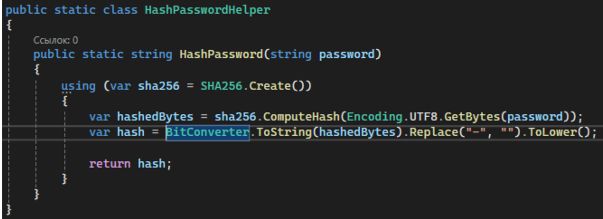 public static class HashPasswordHelper
{
Ссылок: 0
public static string HashPassword(string password)
{
using (var sha256 = SHA256.Create())
{
var hashedBytes = sha256.ComputeHash(Encoding.UTF8.GetBytes(password));
var hash = BitConverter.ToString(hashedBytes).Replace("-", "").ToLower();
return hash;
}
}
}